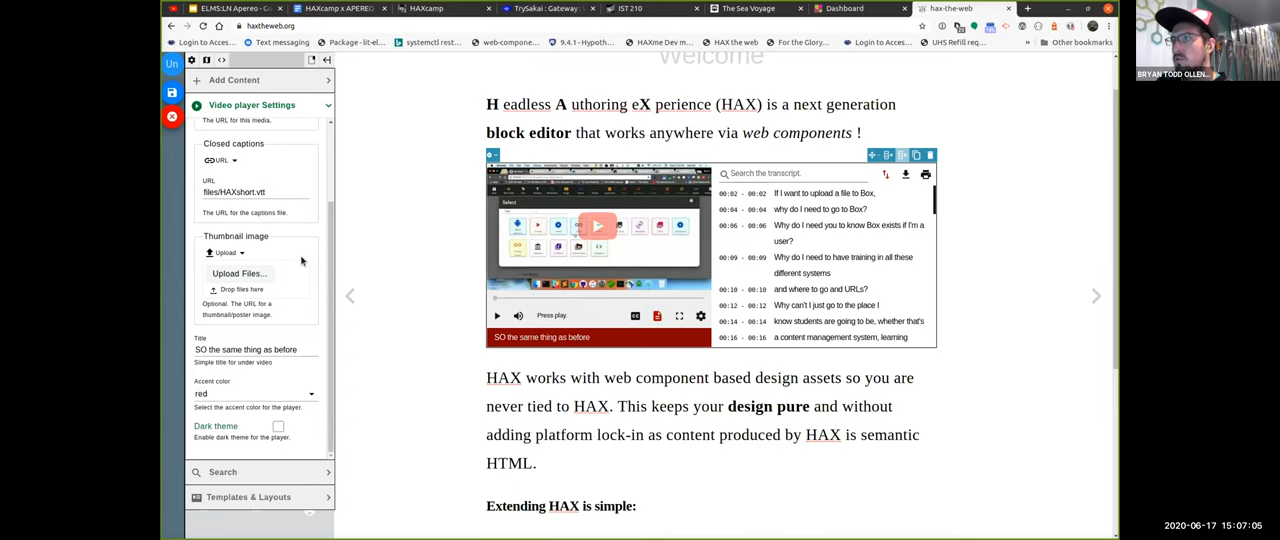 ELMS:LN Apereo - Go
HAXcamp x APEREO
HAXcamp
TrySakai : Gateway :
IST 210
The Sea Voyage
Dashboard
hax-the-web
haxtheweb.org
Login to Acces...
Text messaging
Package - lit-el...
systemctl rest...
web-compone...
9.4.1 - Hypoth...
HAXme Dev m...
HAX the web
For the Glory...
Login to Acces...
UHS Refill req...
»
Other bookmarks
BRYAN TODD OLLEN...
Un
Add Content
Video player Settings
The URL for this media.
Closed captions
URL
URL
files/HAXshort.vtt
The URL for the captions file.
Thumbnail image
Upload
Upload Files...
Drop files here
Optional. The URL for a
thumbnail/poster image.
Title
SO the same thing as before
Simple title for under video
Accent color
red
Select the accent color for the player.
Dark theme
Enable dark theme for the player.
Search
Templates & Layouts
Welcome
H eadless A uthoring eX perience (HAX) is a next generation
block editor that works anywhere via web components !
Select
Press play.
SO the same thing as before
Search the transcript.
00:02 - 00:02 If I want to upload a file to Box,
00:04 - 00:04 why do I need to go to Box?
00:06 - 00:06 Why do I need you to know Box exists if I'm a
user?
00:09 - 00:09 Why do I need to have training in all these
different systems
00:10 - 00:10 and where to go and URLs?
00:12 - 00:12 Why can't I just go to the place I
00:14 - 00:14 know students are going to be, whether that's
00:16 - 00:16 a content management system, learning
HAX works with web component based design assets so you are
never tied to HAX. This keeps your design pure and without
adding platform lock-in as content produced by HAX is semantic
HTML.
Extending HAX is simple:
2020-06-17 15:07:05